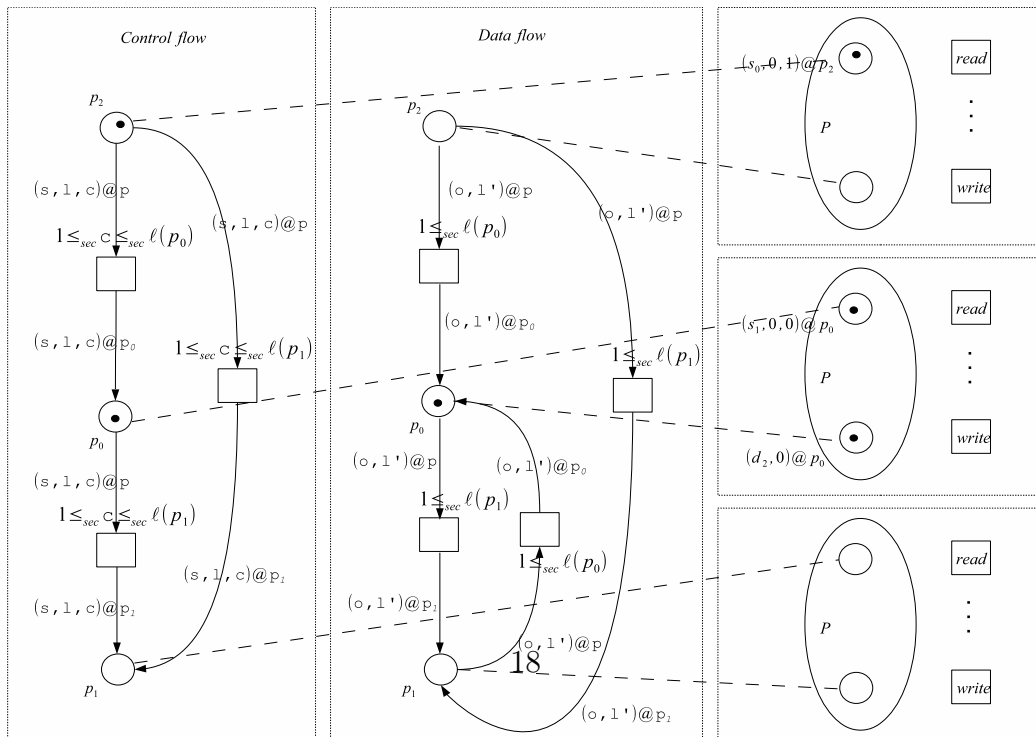 Control flow
p2
(s,l,c)@p
(s,l,c)@p
1≤sec c ≤sec ℓ(p0)
(s,l,c)@p0
1≤sec c ≤sec ℓ(p1)
p0
(s,l,c)@p
1≤sec c ≤sec ℓ(p1)
(s,l,c)@p1
(s,l,c)@p1
p1
Data flow
p2
(o,l')@p
(o,l')@p
1≤sec ℓ(p0)
(o,l')@p0
1≤sec ℓ(p1)
p0
(o,l')@p
(o,l')@p0
1≤sec ℓ(p1)
1≤sec ℓ(p0)
(o,l')@p1
(o,l')@p
18
p1
(o,l')@p1
(s0,0,1)@p2
read
P
write
(s1,0,0)@p0
read
P
write
(d2,0)@p0
read
P
write